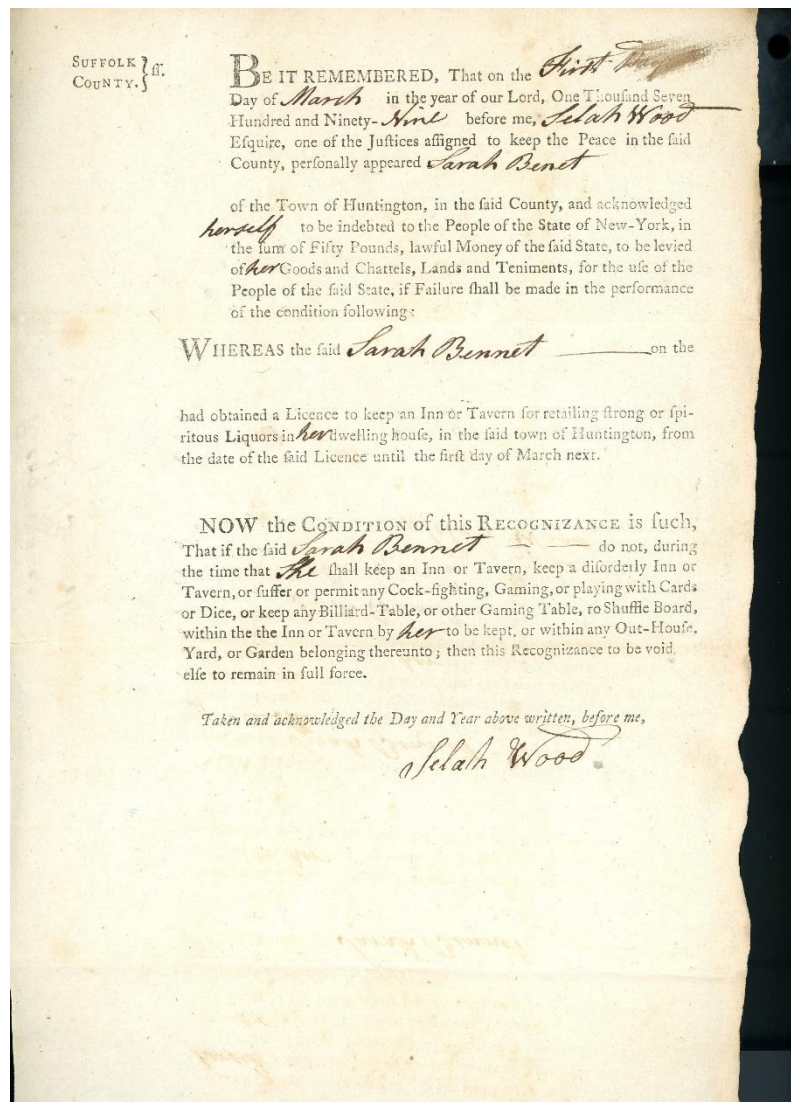 SUFFOLK
COUNTY. } ſſ.
BE IT REMEMBERED, That on the First Day
Day of March in the year of our Lord, One Thouſand Seven
Hundred and Ninety-Nine before me, Selah Wood
Eſquire, one of the Juſtices aſſigned to keep the Peace in the ſaid
County, perſonally appeared Sarah Benet
of the Town of Huntington, in the ſaid County, and acknowledged
herself to be indebted to the People of the State of New-York, in
the ſum of Fifty Pounds, lawful Money of the ſaid State, to be levied
of her Goods and Chattels, Lands and Teniments, for the uſe of the
People of the ſaid State, if Failure ſhall be made in the performance
of the condition following:
WHEREAS the ſaid Sarah Bennet ——— on the
had obtained a Licence to keep an Inn or Tavern for retailing ſtrong or ſpi-
ritous Liquors in her dwelling houſe, in the ſaid town of Huntington, from
the date of the ſaid Licence until the firſt day of March next.
NOW the CONDITION of this RECOGNIZANCE is ſuch,
That if the ſaid Sarah Bennet — — do not, during
the time that She ſhall keep an Inn or Tavern, keep a diſorderly Inn or
Tavern, or ſuffer or permit any Cock-fighting, Gaming, or playing with Cards
or Dice, or keep any Billiard-Table, or other Gaming Table, ro Shuffle Board,
within the the Inn or Tavern by her to be kept, or within any Out-Houſe,
Yard, or Garden belonging thereunto; then this Recognizance to be void
elſe to remain in full force.
Taken and acknowledged the Day and Year above written, before me,
Selah Wood